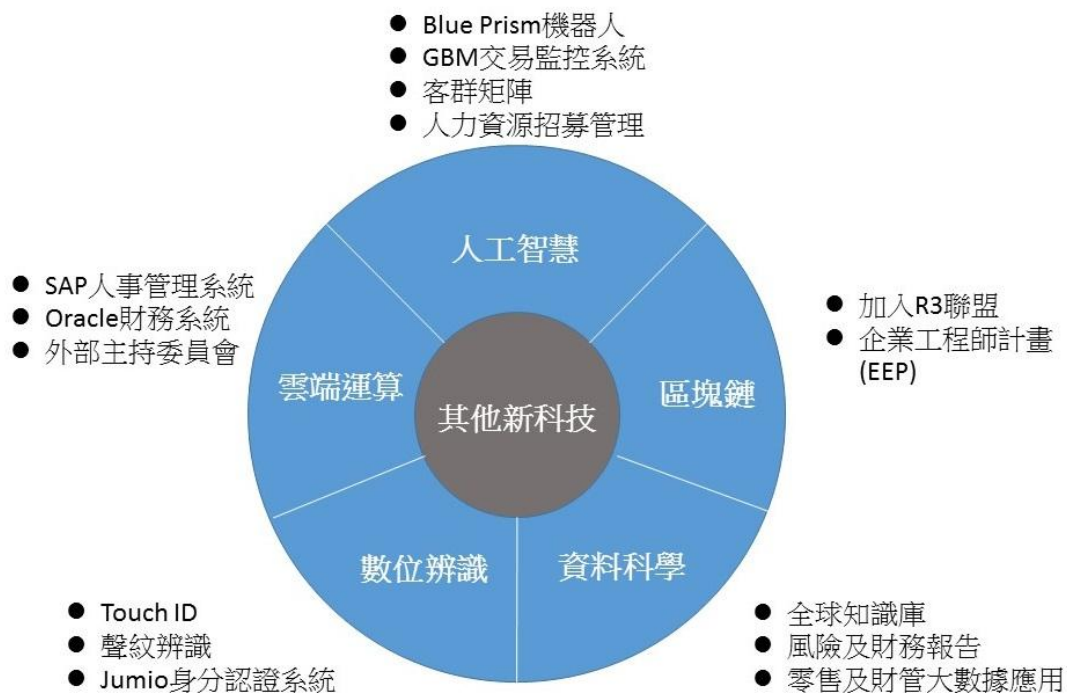 ● Blue Prism機器人
● GBM交易監控系統
● 客群矩陣
● 人力資源招募管理
人工智慧
● SAP人事管理系統
● Oracle財務系統
● 外部主持委員會
雲端運算
● 加入R3聯盟
● 企業工程師計畫
(EEP)
區塊鏈
其他新科技
數位辨識
資料科學
● Touch ID
● 聲紋辨識
● Jumio身分認證系統
● 全球知識庫
● 風險及財務報告
● 零售及財管大數據應用